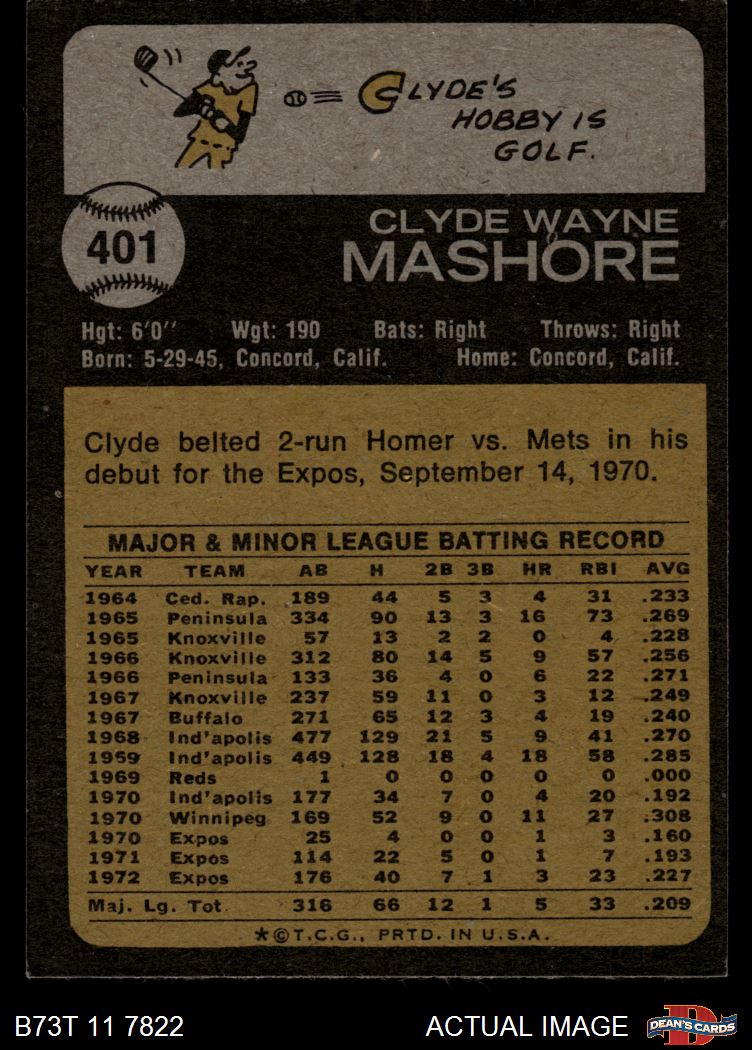 CLYDE'S
HOBBY IS
GOLF.
401
CLYDE WAYNE
MASHORE
Hgt: 6'0" Wgt: 190 Bats: Right Throws: Right
Born: 5-29-45, Concord, Calif. Home: Concord, Calif.
Clyde belted 2-run Homer vs. Mets in his
debut for the Expos, September 14, 1970.
MAJOR & MINOR LEAGUE BATTING RECORD
YEAR TEAM AB H 2B 3B HR RBI AVG
1964 Ced. Rap. 189 44 5 3 4 31 .233
1965 Peninsula 334 90 13 3 16 73 .269
1965 Knoxville 57 13 2 2 0 4 .228
1966 Knoxville 312 80 14 5 9 57 .256
1966 Peninsula 133 36 4 0 6 22 .271
1967 Knoxville 237 59 11 0 3 12 .249
1967 Buffalo 271 65 12 3 4 19 .240
1968 Ind'apolis 477 129 21 5 9 41 .270
1959 Ind'apolis 449 128 18 4 18 58 .285
1969 Reds 1 0 0 0 0 0 .000
1970 Ind'apolis 177 34 7 0 4 20 .192
1970 Winnipeg 169 52 9 0 11 27 .308
1970 Expos 25 4 0 0 1 3 .160
1971 Expos 114 22 5 0 1 7 .193
1972 Expos 176 40 7 1 3 23 .227
Maj. Lg. Tot. 316 66 12 1 5 33 .209
*©T.C.G., PRTD. IN U.S.A.
B73T 11 7822 ACTUAL IMAGE DEAN'S CARDS